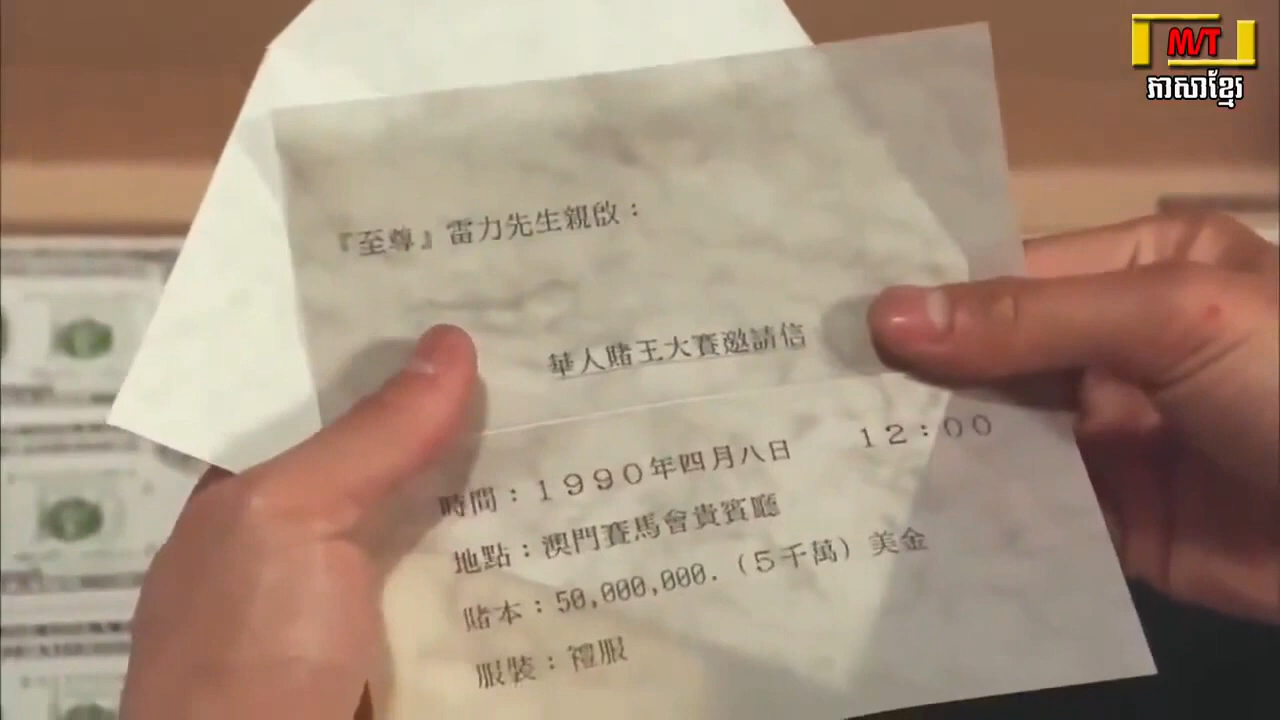 M/T
ភាសាខ្មែរ
『至尊』雷力先生親啟：
華人賭王大賽邀請信
時間：１９９０年四月八日　　１２：００
地點：澳門賽馬會貴賓廳
賭本：50,000,000.（５千萬）美金
服裝：禮服